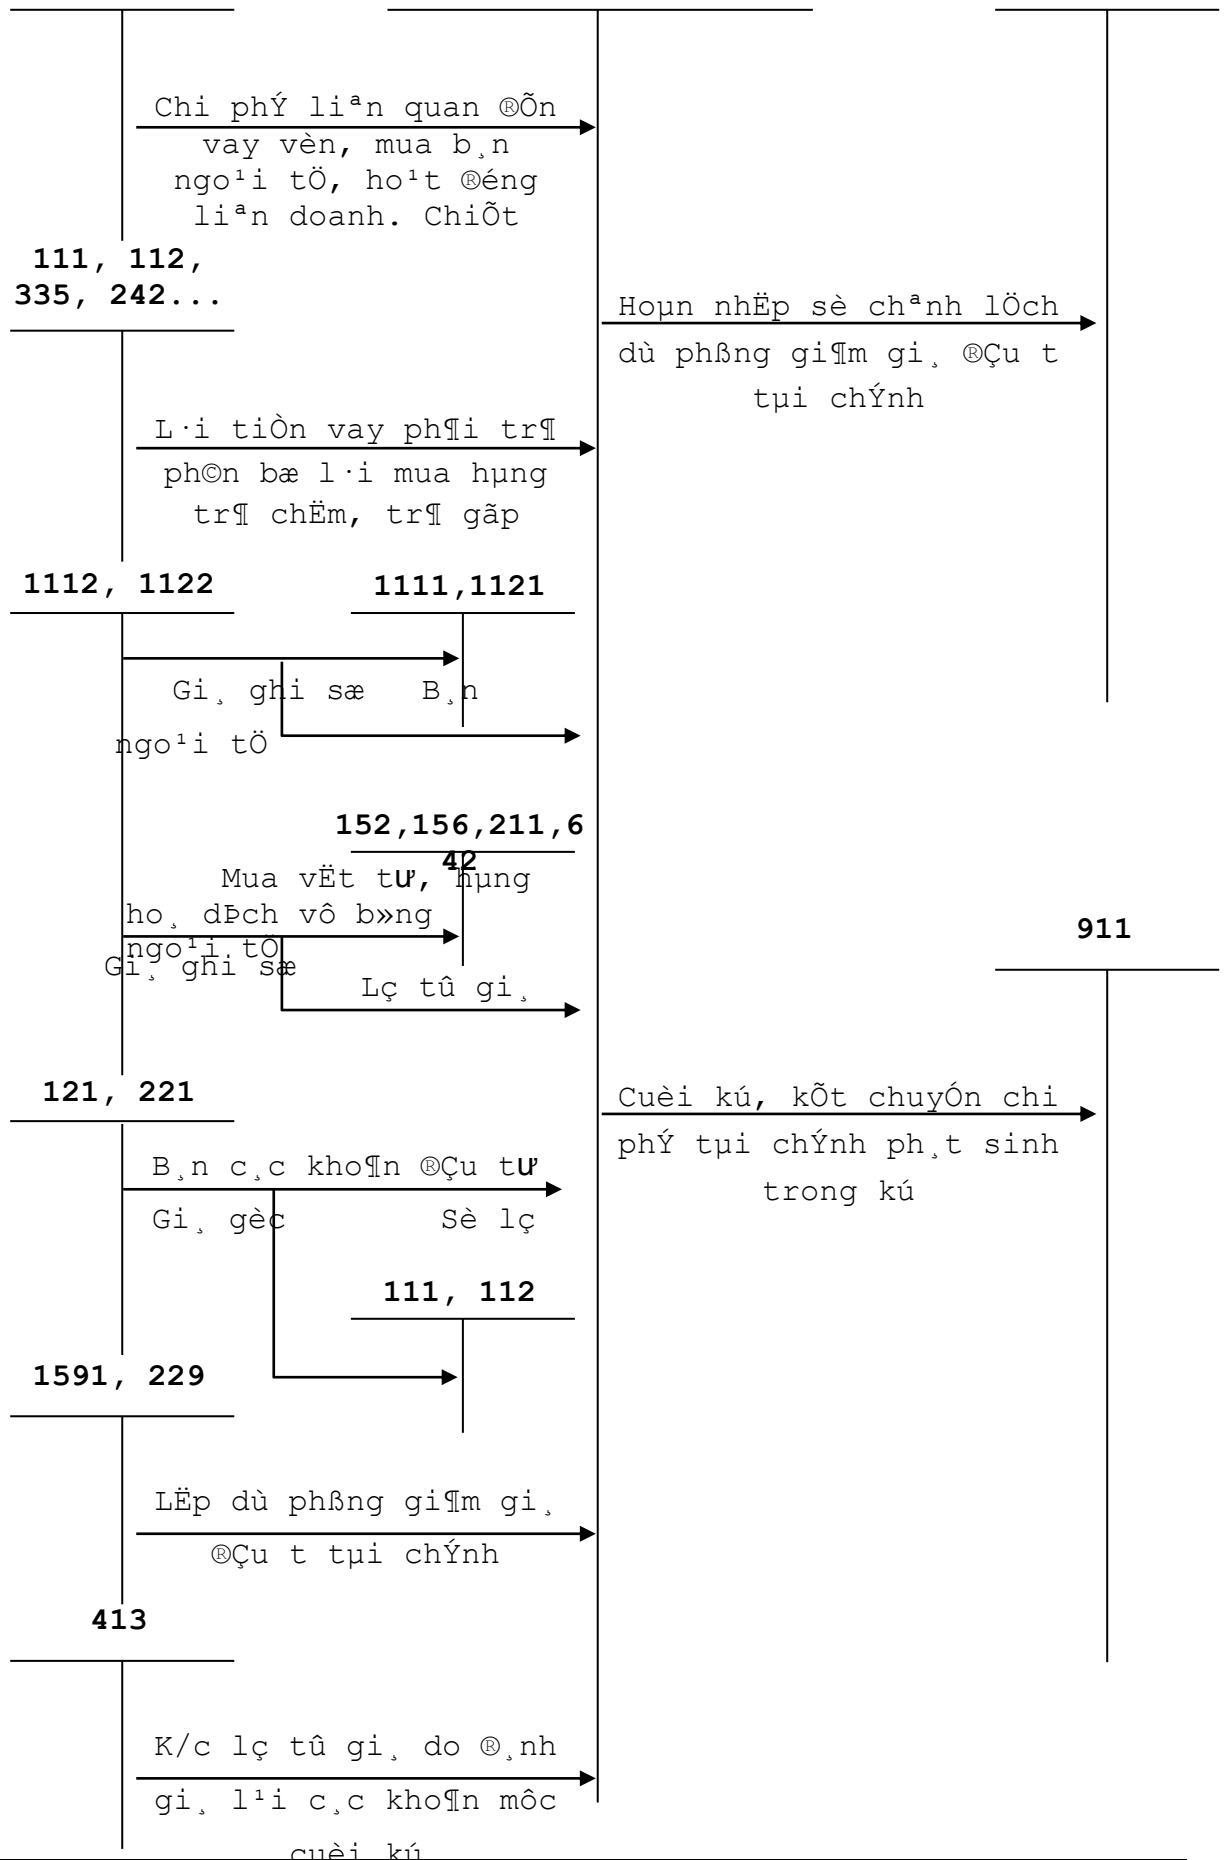 Chi phÝ liªn quan ®Õn
vay vèn, mua b¸n
ngo¹i tÖ, ho¹t ®éng
liªn doanh. ChiÕt
111, 112,
335, 242...
Hoµn nhËp sè chªnh lÖch
dù phßng gi¶m gi¸ ®Çu t
tµi chÝnh
L·i tiÒn vay ph¶i tr¶
ph©n bæ l·i mua hµng
tr¶ chËm, tr¶ gãp
1112, 1122
1111,1121
Gi¸ ghi sæ B¸n
ngo¹i tÖ
152,156,211,6
42
Mua vËt tư, hµng
ho¸ dÞch vô b»ng
ngo¹i tÖ
Gi¸ ghi sæ
Lç tû gi¸
911
121, 221
Cuèi kú, kÕt chuyÓn chi
phÝ tµi chÝnh ph¸t sinh
trong kú
B¸n c¸c kho¶n ®Çu tư
Gi¸ gèc Sè lç
111, 112
1591, 229
LËp dù phßng gi¶m gi¸
®Çu t tµi chÝnh
413
K/c lç tû gi¸ do ®¸nh
gi¸ l¹i c¸c kho¶n môc
cuèi kú